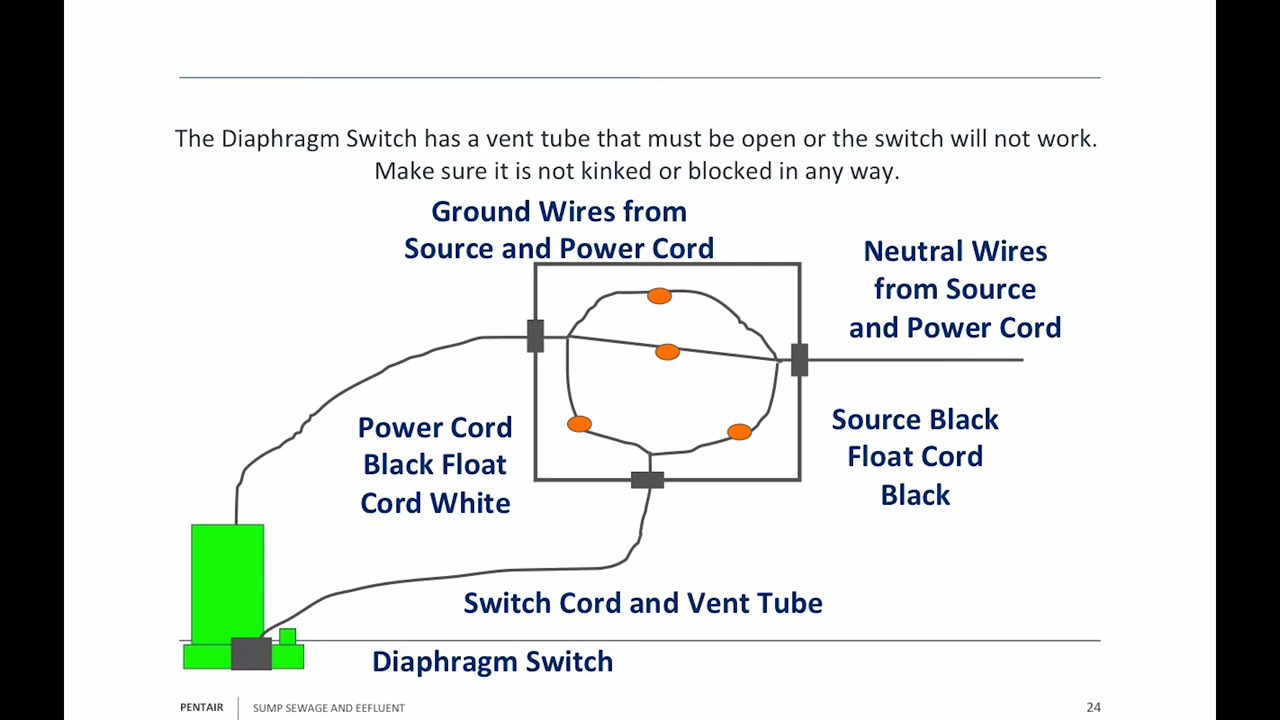 The Diaphragm Switch has a vent tube that must be open or the switch will not work.
Make sure it is not kinked or blocked in any way.
Ground Wires from
Source and Power Cord
Neutral Wires
from Source
and Power Cord
Power Cord
Black Float
Cord White
Source Black
Float Cord
Black
Switch Cord and Vent Tube
Diaphragm Switch
PENTAIR
SUMP SEWAGE AND EEFLUENT
24